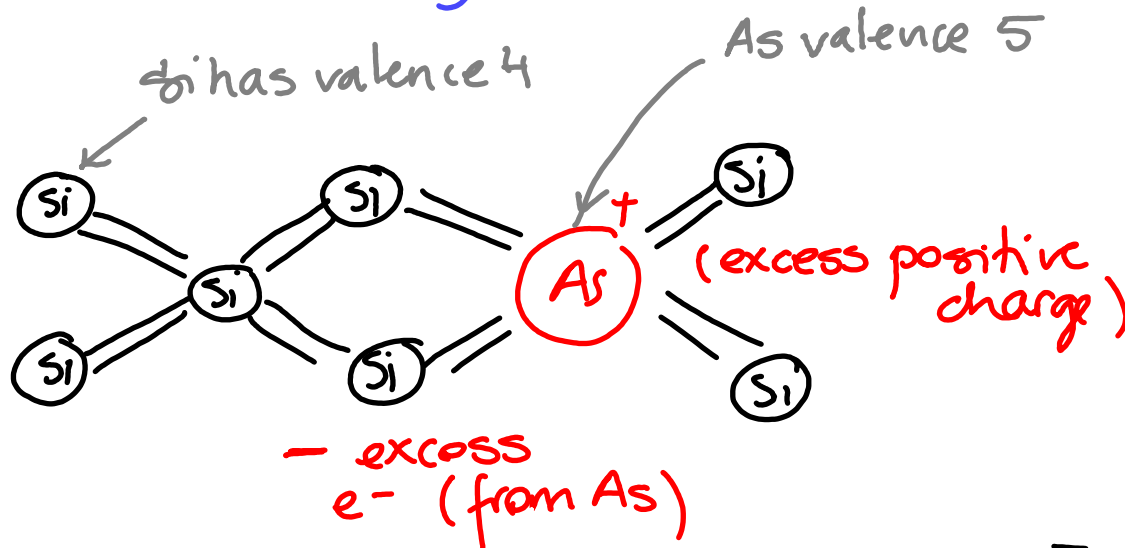 As valence 5
Si has valence 4
Si
Si
Si
+
Si
As
(excess positive
charge)
Si
Si
Si
Si
- excoss
e- (from As)